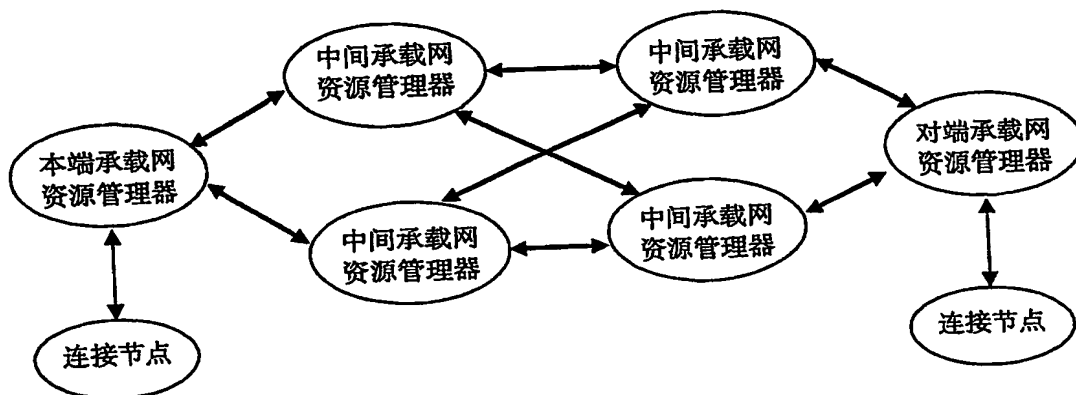 中间承载网
资源管理器
中间承载网
资源管理器
本端承载网
资源管理器
对端承载网
资源管理器
中间承载网
资源管理器
中间承载网
资源管理器
连接节点
连接节点